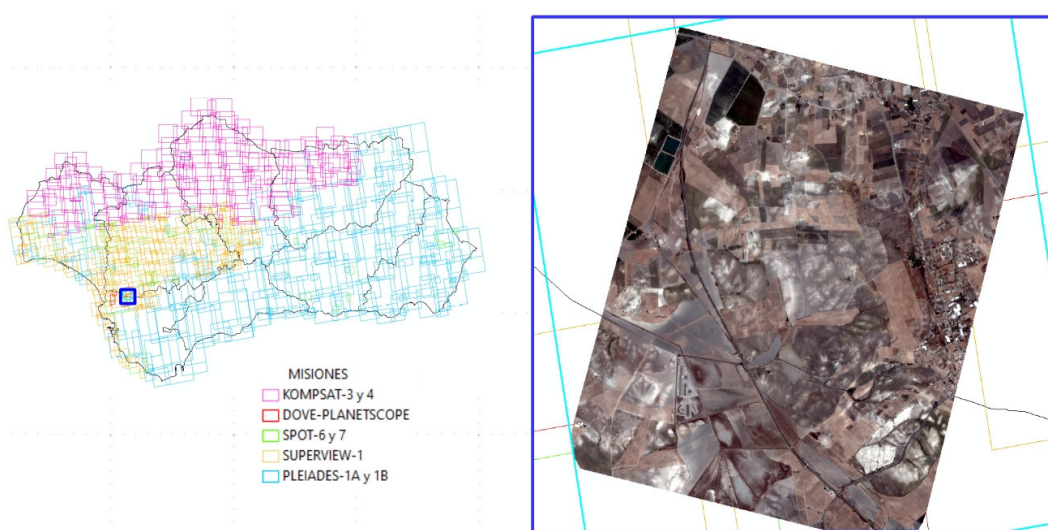 MISIONES
KOMPSAT-3 y 4
DOVE-PLANETSCOPE
SPOT-6 y 7
SUPERVIEW-1
PLEIADES-1A y 1B